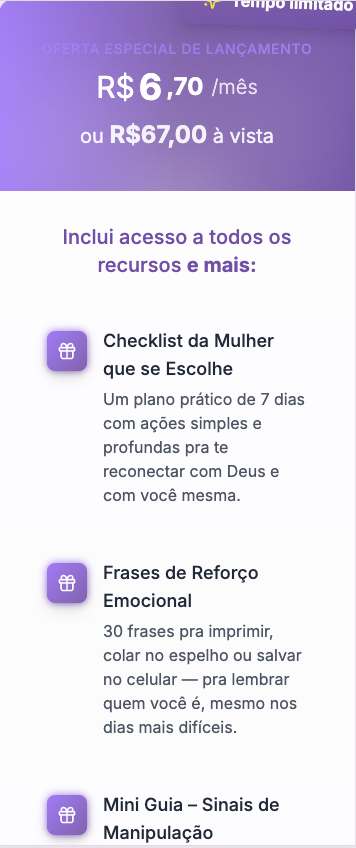 Tempo limitado
OFERTA ESPECIAL DE LANÇAMENTO
R$6,70 /mês
ou R$67,00 à vista
Inclui acesso a todos os
recursos e mais:
Checklist da Mulher
que se Escolhe
Um plano prático de 7 dias
com ações simples e
profundas pra te
reconectar com Deus e
com você mesma.
Frases de Reforço
Emocional
30 frases pra imprimir,
colar no espelho ou salvar
no celular — pra lembrar
quem você é, mesmo nos
dias mais difíceis.
Mini Guia – Sinais de
Manipulação